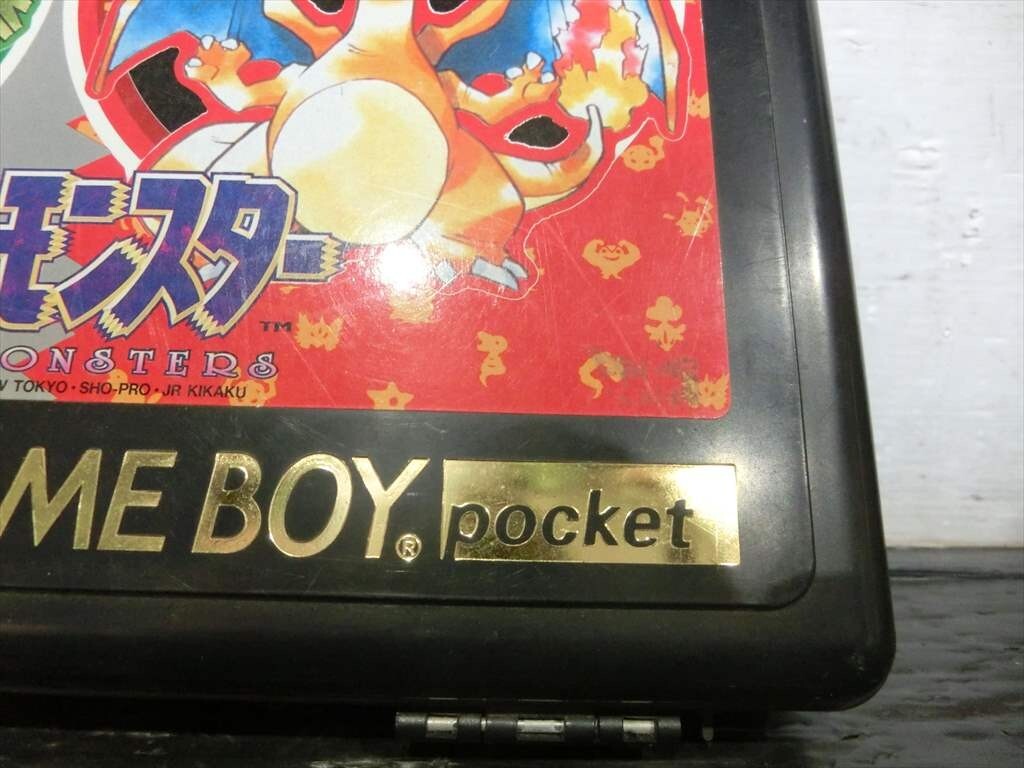 モンスター TM
ONSTERS
TOKYO・SHO-PRO・JR KIKAKU
ME BOY® pocket